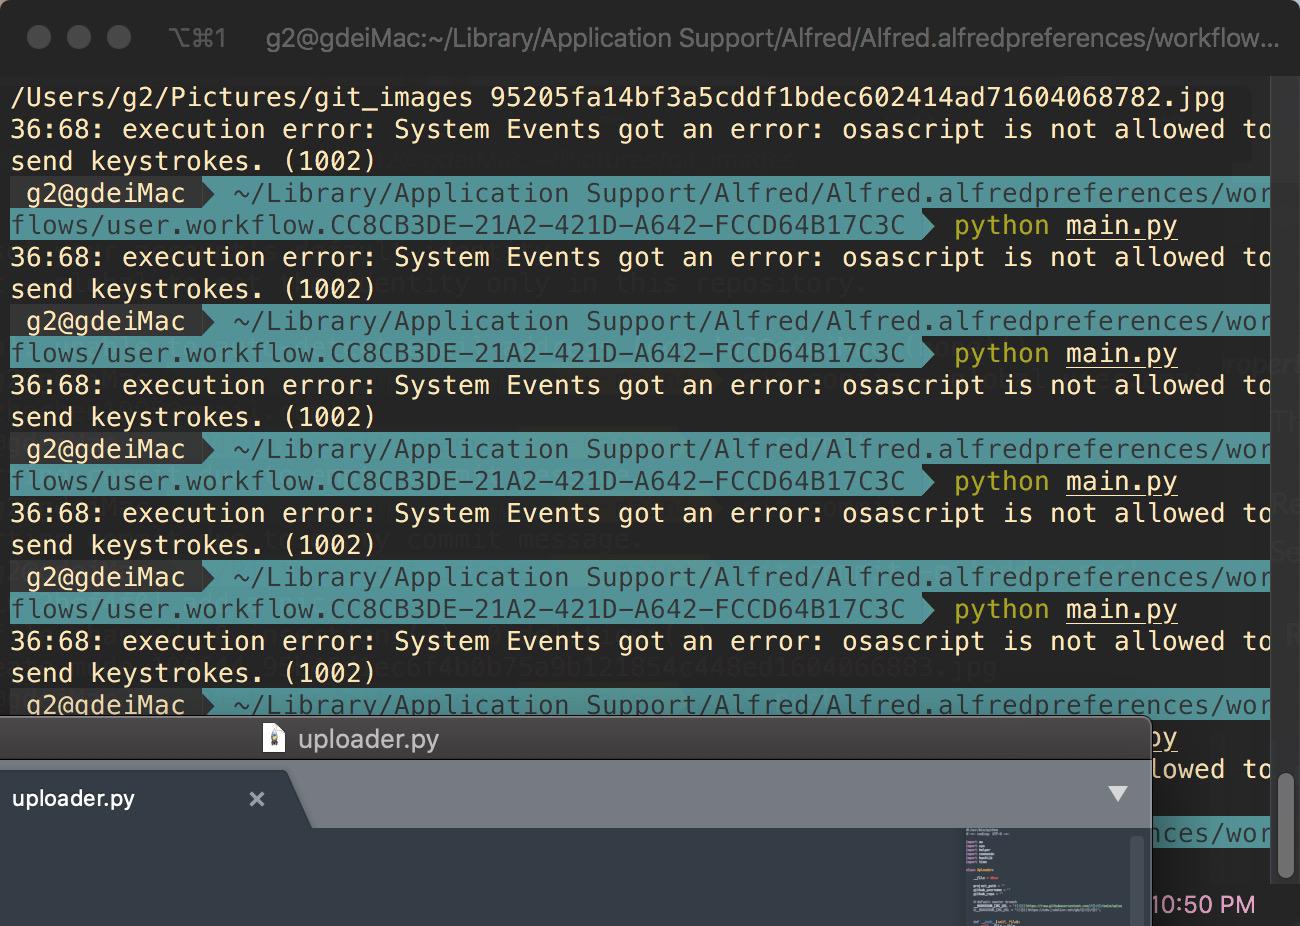 ⌥⌘1 g2@gdeiMac:~/Library/Application Support/Alfred/Alfred.alfredpreferences/workflow...
/Users/g2/Pictures/git_images 95205fa14bf3a5cddf1bdec602414ad71604068782.jpg
36:68: execution error: System Events got an error: osascript is not allowed to
send keystrokes. (1002)
g2@gdeiMac ~/Library/Application Support/Alfred/Alfred.alfredpreferences/wor
flows/user.workflow.CC8CB3DE-21A2-421D-A642-FCCD64B17C3C python main.py
36:68: execution error: System Events got an error: osascript is not allowed to
send keystrokes. (1002)
g2@gdeiMac ~/Library/Application Support/Alfred/Alfred.alfredpreferences/wor
flows/user.workflow.CC8CB3DE-21A2-421D-A642-FCCD64B17C3C python main.py
36:68: execution error: System Events got an error: osascript is not allowed to
send keystrokes. (1002)
g2@gdeiMac ~/Library/Application Support/Alfred/Alfred.alfredpreferences/wor
flows/user.workflow.CC8CB3DE-21A2-421D-A642-FCCD64B17C3C python main.py
36:68: execution error: System Events got an error: osascript is not allowed to
send keystrokes. (1002)
g2@gdeiMac ~/Library/Application Support/Alfred/Alfred.alfredpreferences/wor
flows/user.workflow.CC8CB3DE-21A2-421D-A642-FCCD64B17C3C python main.py
36:68: execution error: System Events got an error: osascript is not allowed to
send keystrokes. (1002)
g2@gdeiMac ~/Library/Application Support/Alfred/Alfred.alfredpreferences/wor
uploader.py
py
lowed to
uploader.py ×
nces/wor
10:50 PM